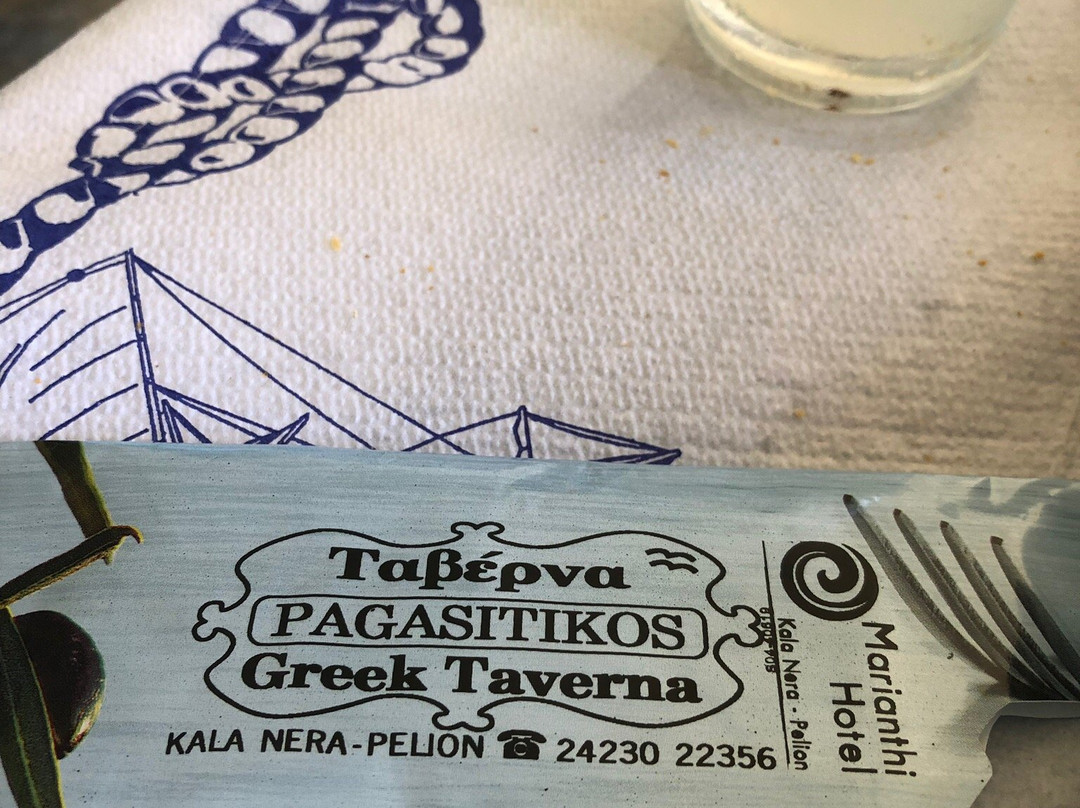 Ταβέρνα
PAGASITIKOS
Greek Taverna
KALA NERA-PELION ☎ 24230 22356
Marianthi
Hotel
Kala Nera - Pelion